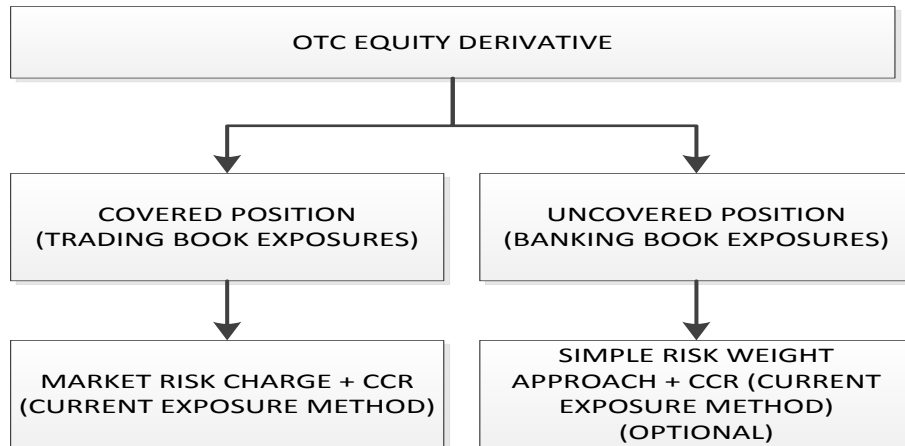 OTC EQUITY DERIVATIVE
COVERED POSITION
(TRADING BOOK EXPOSURES)
UNCOVERED POSITION
(BANKING BOOK EXPOSURES)
MARKET RISK CHARGE + CCR
(CURRENT EXPOSURE METHOD)
SIMPLE RISK WEIGHT
APPROACH + CCR (CURRENT
EXPOSURE METHOD)
(OPTIONAL)